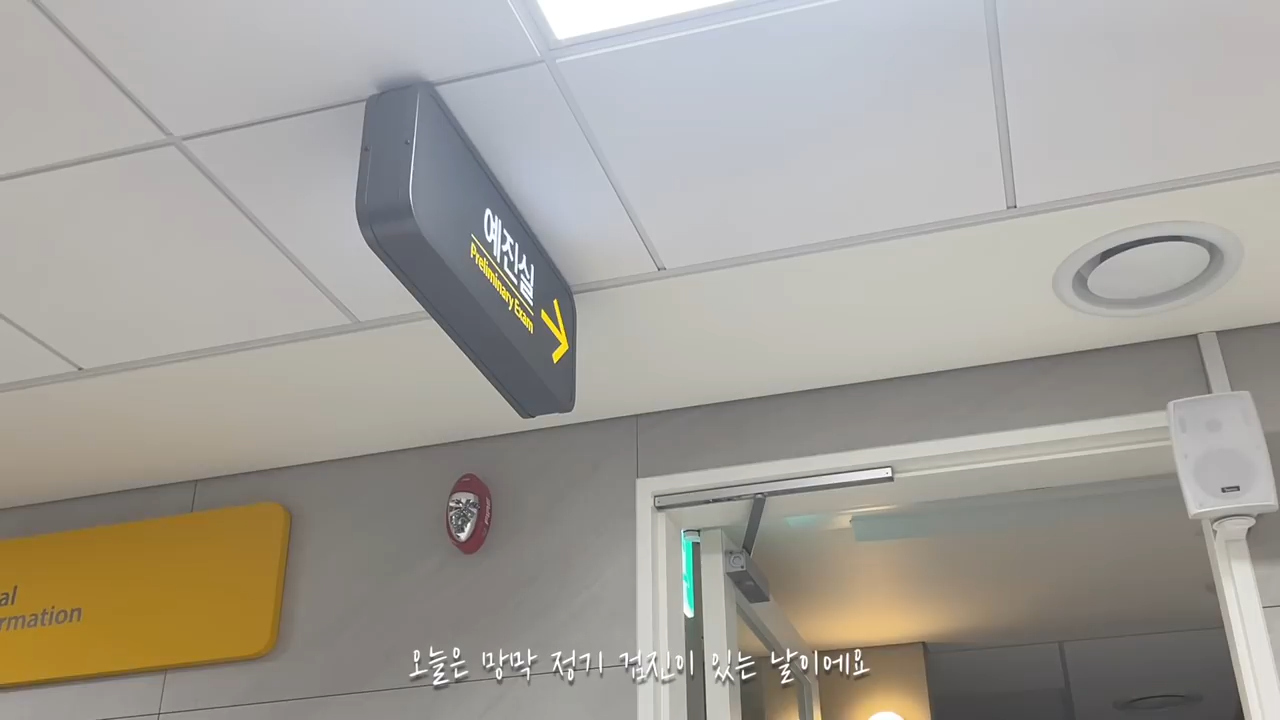 예진실
Preliminary Exam
al
rmation
오늘은 망막 정기 검진이 있는 날이에요